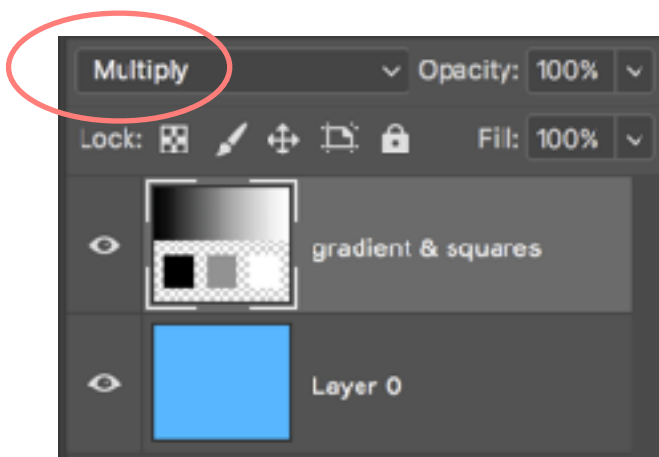 Multiply Opacity: 100%
Lock: Fill: 100%
gradient & squares
Layer 0